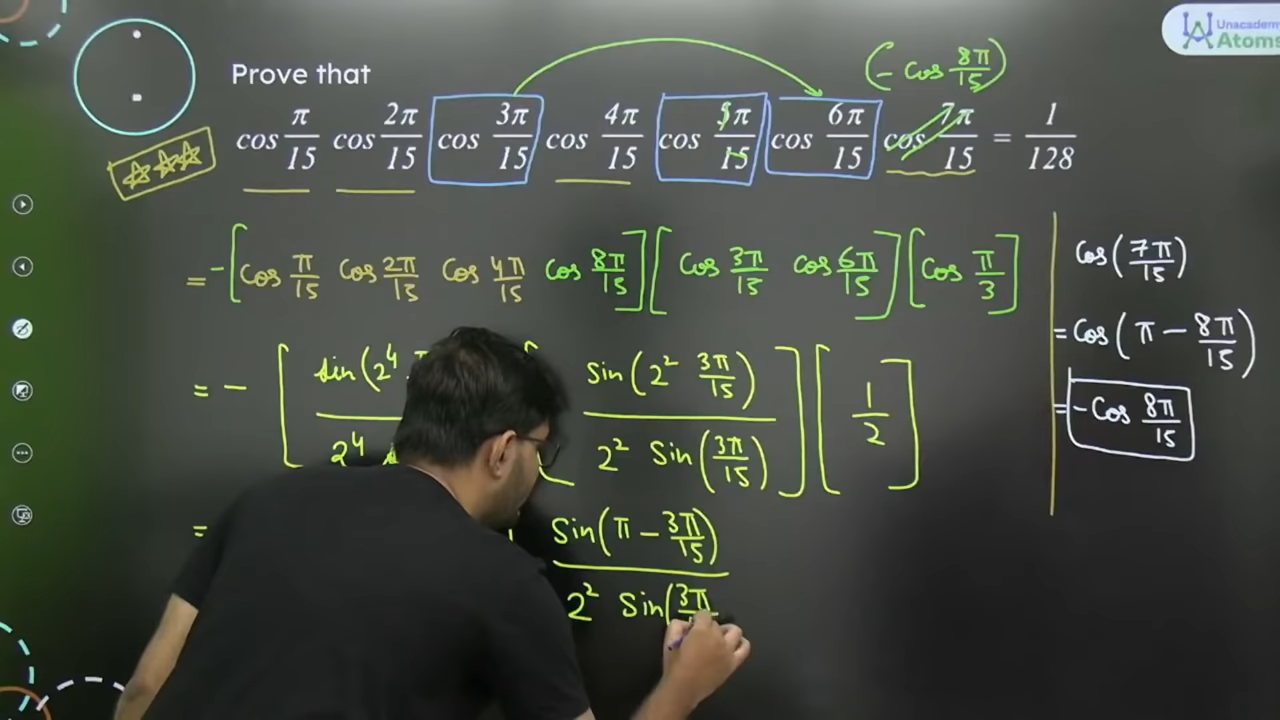 Unacademy
Atoms
(- cos 8π/15)
Prove that
cos π/15 cos 2π/15 cos 3π/15 cos 4π/15 cos 5π/15 cos 6π/15 cos 7π/15 = 1/128
= - [cos π/15 cos 2π/15 cos 4π/15 cos 8π/15] [cos 3π/15 cos 6π/15] [cos π/3]
= - [ sin(2⁴ / 2⁴ [ sin(2² 3π/15) / 2² sin(3π/15) ] [ 1/2 ]
= sin(π - 3π/15) / 2² sin(3π
cos(7π/15)
= cos(π - 8π/15)
= -cos 8π/15